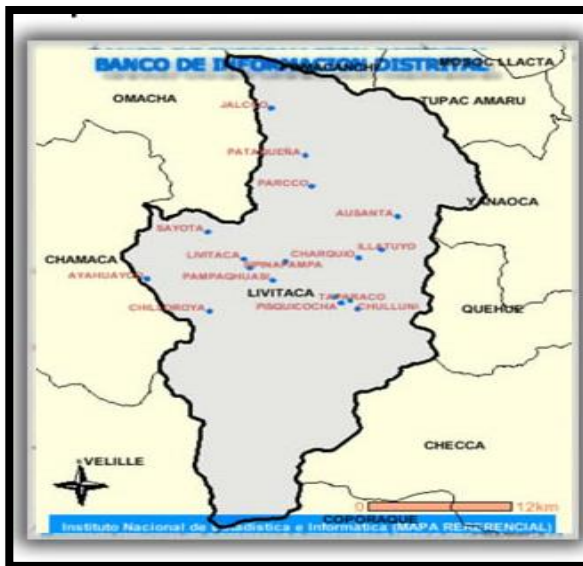 BANCO DE INFORMACION DISTRITAL
POMACANCHI
MOSOC LLACTA
OMACHA
TUPAC AMARU
JALCCO
PATAQUEÑA
PARCCO
YANAOCA
AUSANTA
SAYOTA
ILLATUYO
CHAMACA
LIVITACA
CHARQUIO
AYAHUAYCO
PAMPAQHUASI
LIVITACA
TAPARACO
QUEHUE
CHILLOROYA
PISQUICOCHA
CHULLUNI
CHECCA
VELILLE
0 12km
Instituto Nacional de Estadística e Informática (MAPA REFERENCIAL)
COPORAQUE